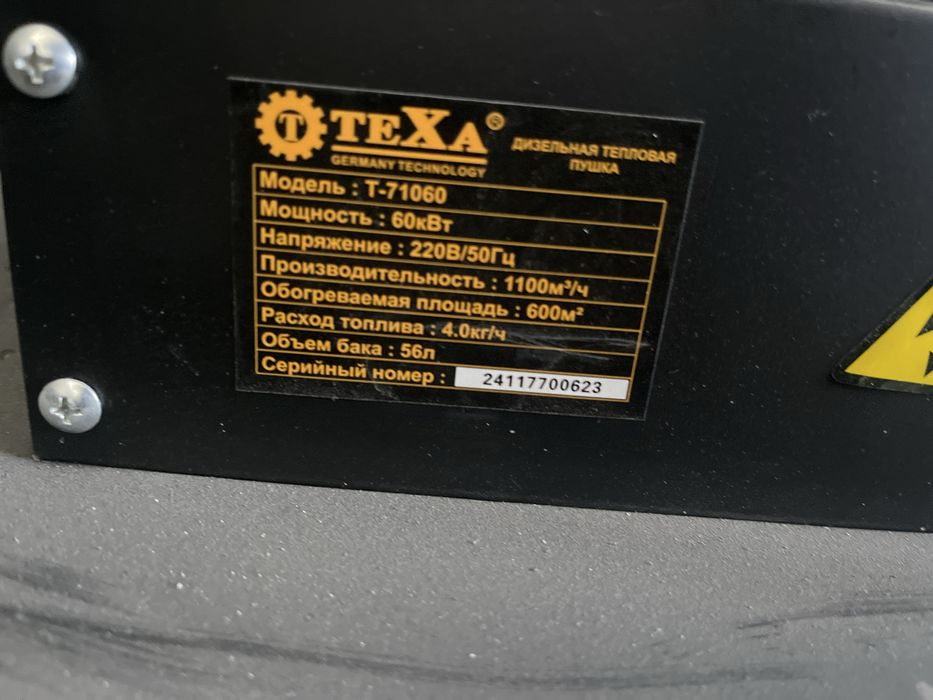 T TEXA®
GERMANY TECHNOLOGY
ДИЗЕЛЬНАЯ ТЕПЛОВАЯ
ПУШКА
Модель : Т-71060
Мощность : 60кВт
Напряжение : 220В/50Гц
Производительность : 1100м³/ч
Обогреваемая площадь : 600м²
Расход топлива : 4.0кг/ч
Объем бака : 56л
Серийный номер : 24117700623